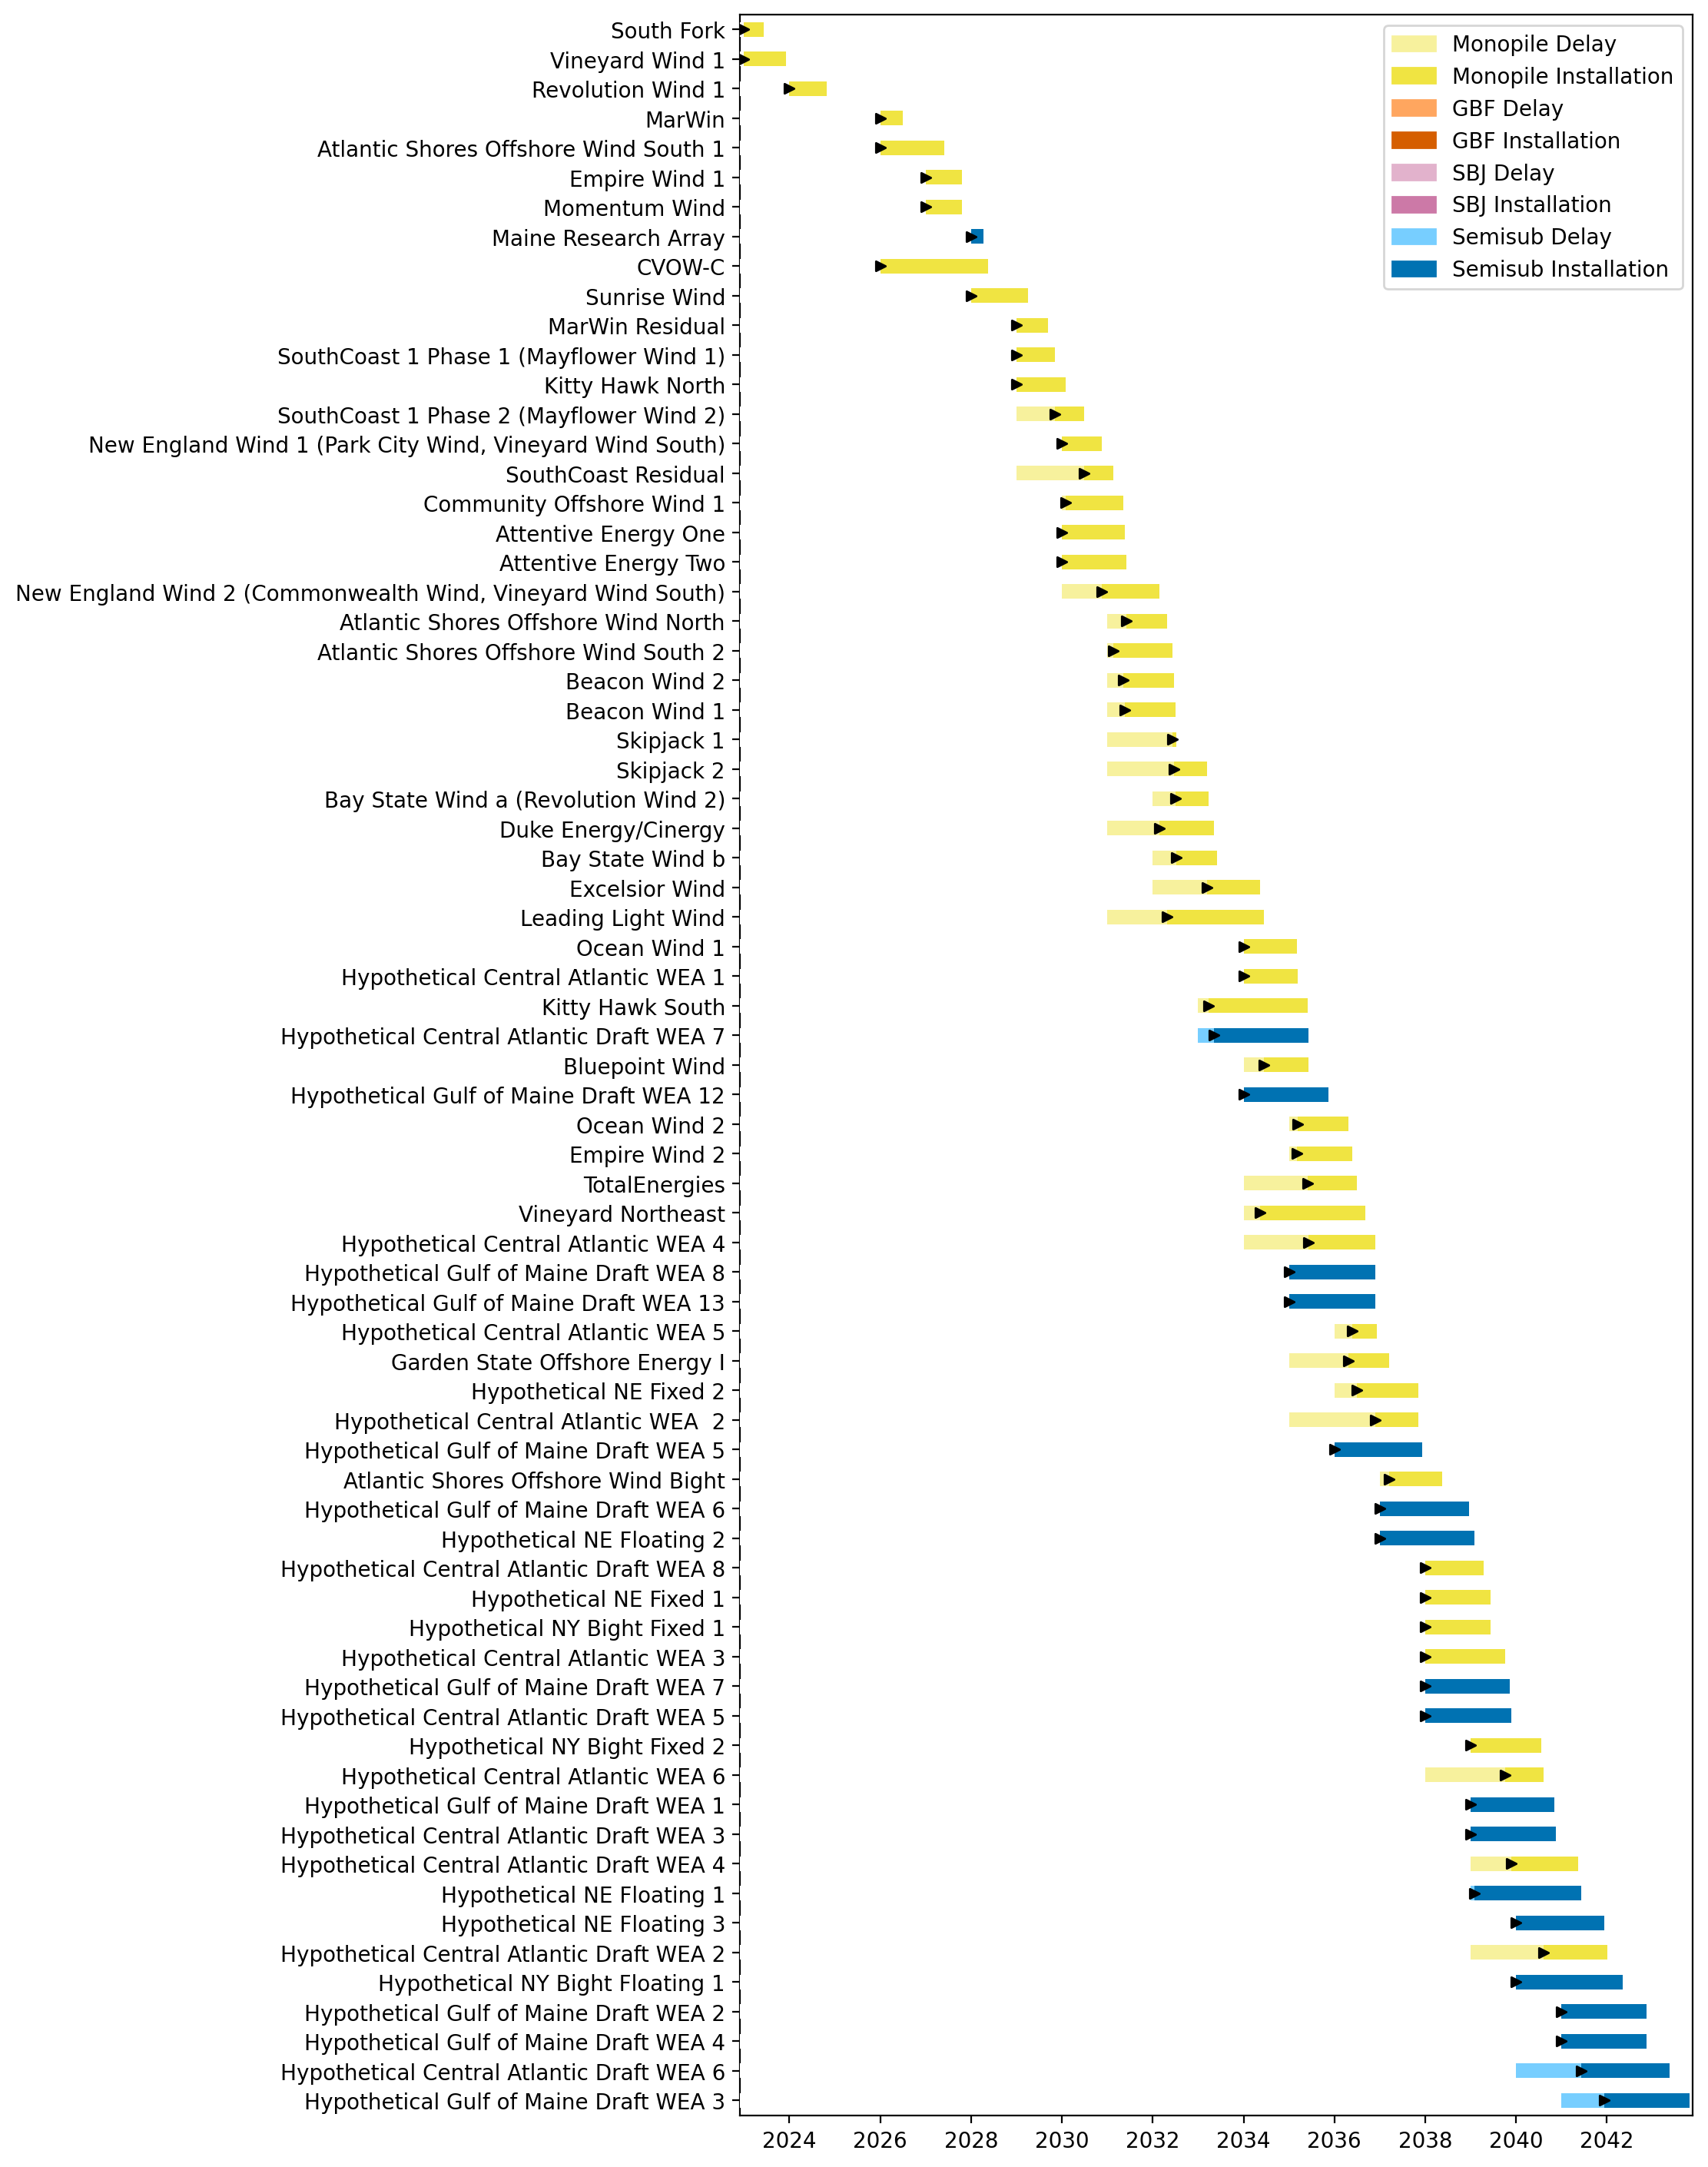 South Fork
Vineyard Wind 1
Revolution Wind 1
MarWin
Atlantic Shores Offshore Wind South 1
Empire Wind 1
Momentum Wind
Maine Research Array
CVOW-C
Sunrise Wind
MarWin Residual
SouthCoast 1 Phase 1 (Mayflower Wind 1)
Kitty Hawk North
SouthCoast 1 Phase 2 (Mayflower Wind 2)
New England Wind 1 (Park City Wind, Vineyard Wind South)
SouthCoast Residual
Community Offshore Wind 1
Attentive Energy One
Attentive Energy Two
New England Wind 2 (Commonwealth Wind, Vineyard Wind South)
Atlantic Shores Offshore Wind North
Atlantic Shores Offshore Wind South 2
Beacon Wind 2
Beacon Wind 1
Skipjack 1
Skipjack 2
Bay State Wind a (Revolution Wind 2)
Duke Energy/Cinergy
Bay State Wind b
Excelsior Wind
Leading Light Wind
Ocean Wind 1
Hypothetical Central Atlantic WEA 1
Kitty Hawk South
Hypothetical Central Atlantic Draft WEA 7
Bluepoint Wind
Hypothetical Gulf of Maine Draft WEA 12
Ocean Wind 2
Empire Wind 2
TotalEnergies
Vineyard Northeast
Hypothetical Central Atlantic WEA 4
Hypothetical Gulf of Maine Draft WEA 8
Hypothetical Gulf of Maine Draft WEA 13
Hypothetical Central Atlantic WEA 5
Garden State Offshore Energy I
Hypothetical NE Fixed 2
Hypothetical Central Atlantic WEA  2
Hypothetical Gulf of Maine Draft WEA 5
Atlantic Shores Offshore Wind Bight
Hypothetical Gulf of Maine Draft WEA 6
Hypothetical NE Floating 2
Hypothetical Central Atlantic Draft WEA 8
Hypothetical NE Fixed 1
Hypothetical NY Bight Fixed 1
Hypothetical Central Atlantic WEA 3
Hypothetical Gulf of Maine Draft WEA 7
Hypothetical Central Atlantic Draft WEA 5
Hypothetical NY Bight Fixed 2
Hypothetical Central Atlantic WEA 6
Hypothetical Gulf of Maine Draft WEA 1
Hypothetical Central Atlantic Draft WEA 3
Hypothetical Central Atlantic Draft WEA 4
Hypothetical NE Floating 1
Hypothetical NE Floating 3
Hypothetical Central Atlantic Draft WEA 2
Hypothetical NY Bight Floating 1
Hypothetical Gulf of Maine Draft WEA 2
Hypothetical Gulf of Maine Draft WEA 4
Hypothetical Central Atlantic Draft WEA 6
Hypothetical Gulf of Maine Draft WEA 3
Monopile Delay
Monopile Installation
GBF Delay
GBF Installation
SBJ Delay
SBJ Installation
Semisub Delay
Semisub Installation
2024 2026 2028 2030 2032 2034 2036 2038 2040 2042